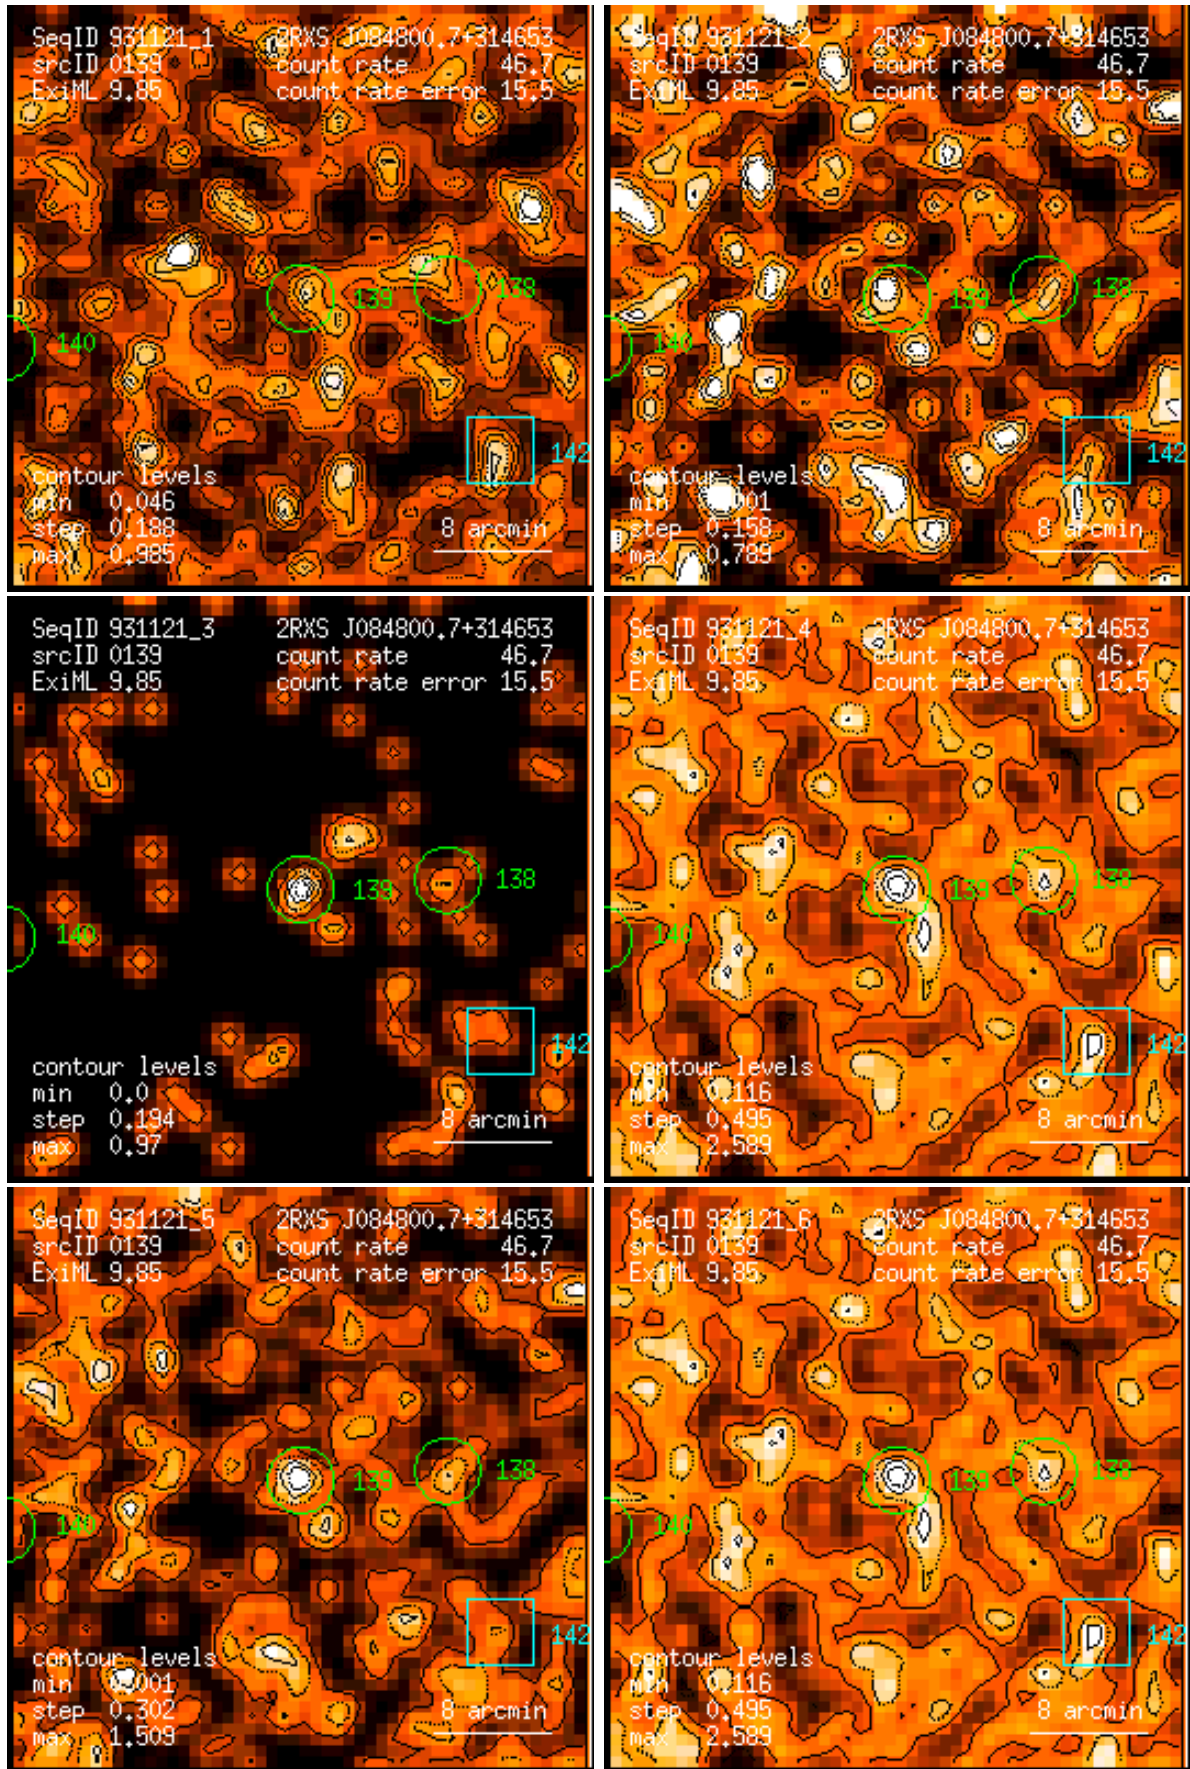 SeqID 931121_1 2RXS J084800.7+314653
srcID 0139 count rate 46.7
ExiML 9.85 count rate error 15.5
139
138
140
142
contour levels
min 0.046
step 0.188
max 0.985
8 arcmin
SeqID 931121_2 2RXS J084800.7+314653
srcID 0139 count rate 46.7
ExiML 9.85 count rate error 15.5
139
138
140
142
contour levels
min 0.001
step 0.158
max 0.789
8 arcmin
SeqID 931121_3 2RXS J084800.7+314653
srcID 0139 count rate 46.7
ExiML 9.85 count rate error 15.5
139
138
140
142
contour levels
min 0.0
step 0.194
max 0.97
8 arcmin
SeqID 931121_4 2RXS J084800.7+314653
srcID 0139 count rate 46.7
ExiML 9.85 count rate error 15.5
139
138
140
142
contour levels
min 0.116
step 0.495
max 2.589
8 arcmin
SeqID 931121_5 2RXS J084800.7+314653
srcID 0139 count rate 46.7
ExiML 9.85 count rate error 15.5
139
138
140
142
contour levels
min 0.001
step 0.302
max 1.509
8 arcmin
SeqID 931121_6 2RXS J084800.7+314653
srcID 0139 count rate 46.7
ExiML 9.85 count rate error 15.5
139
138
140
142
contour levels
min 0.116
step 0.495
max 2.589
8 arcmin